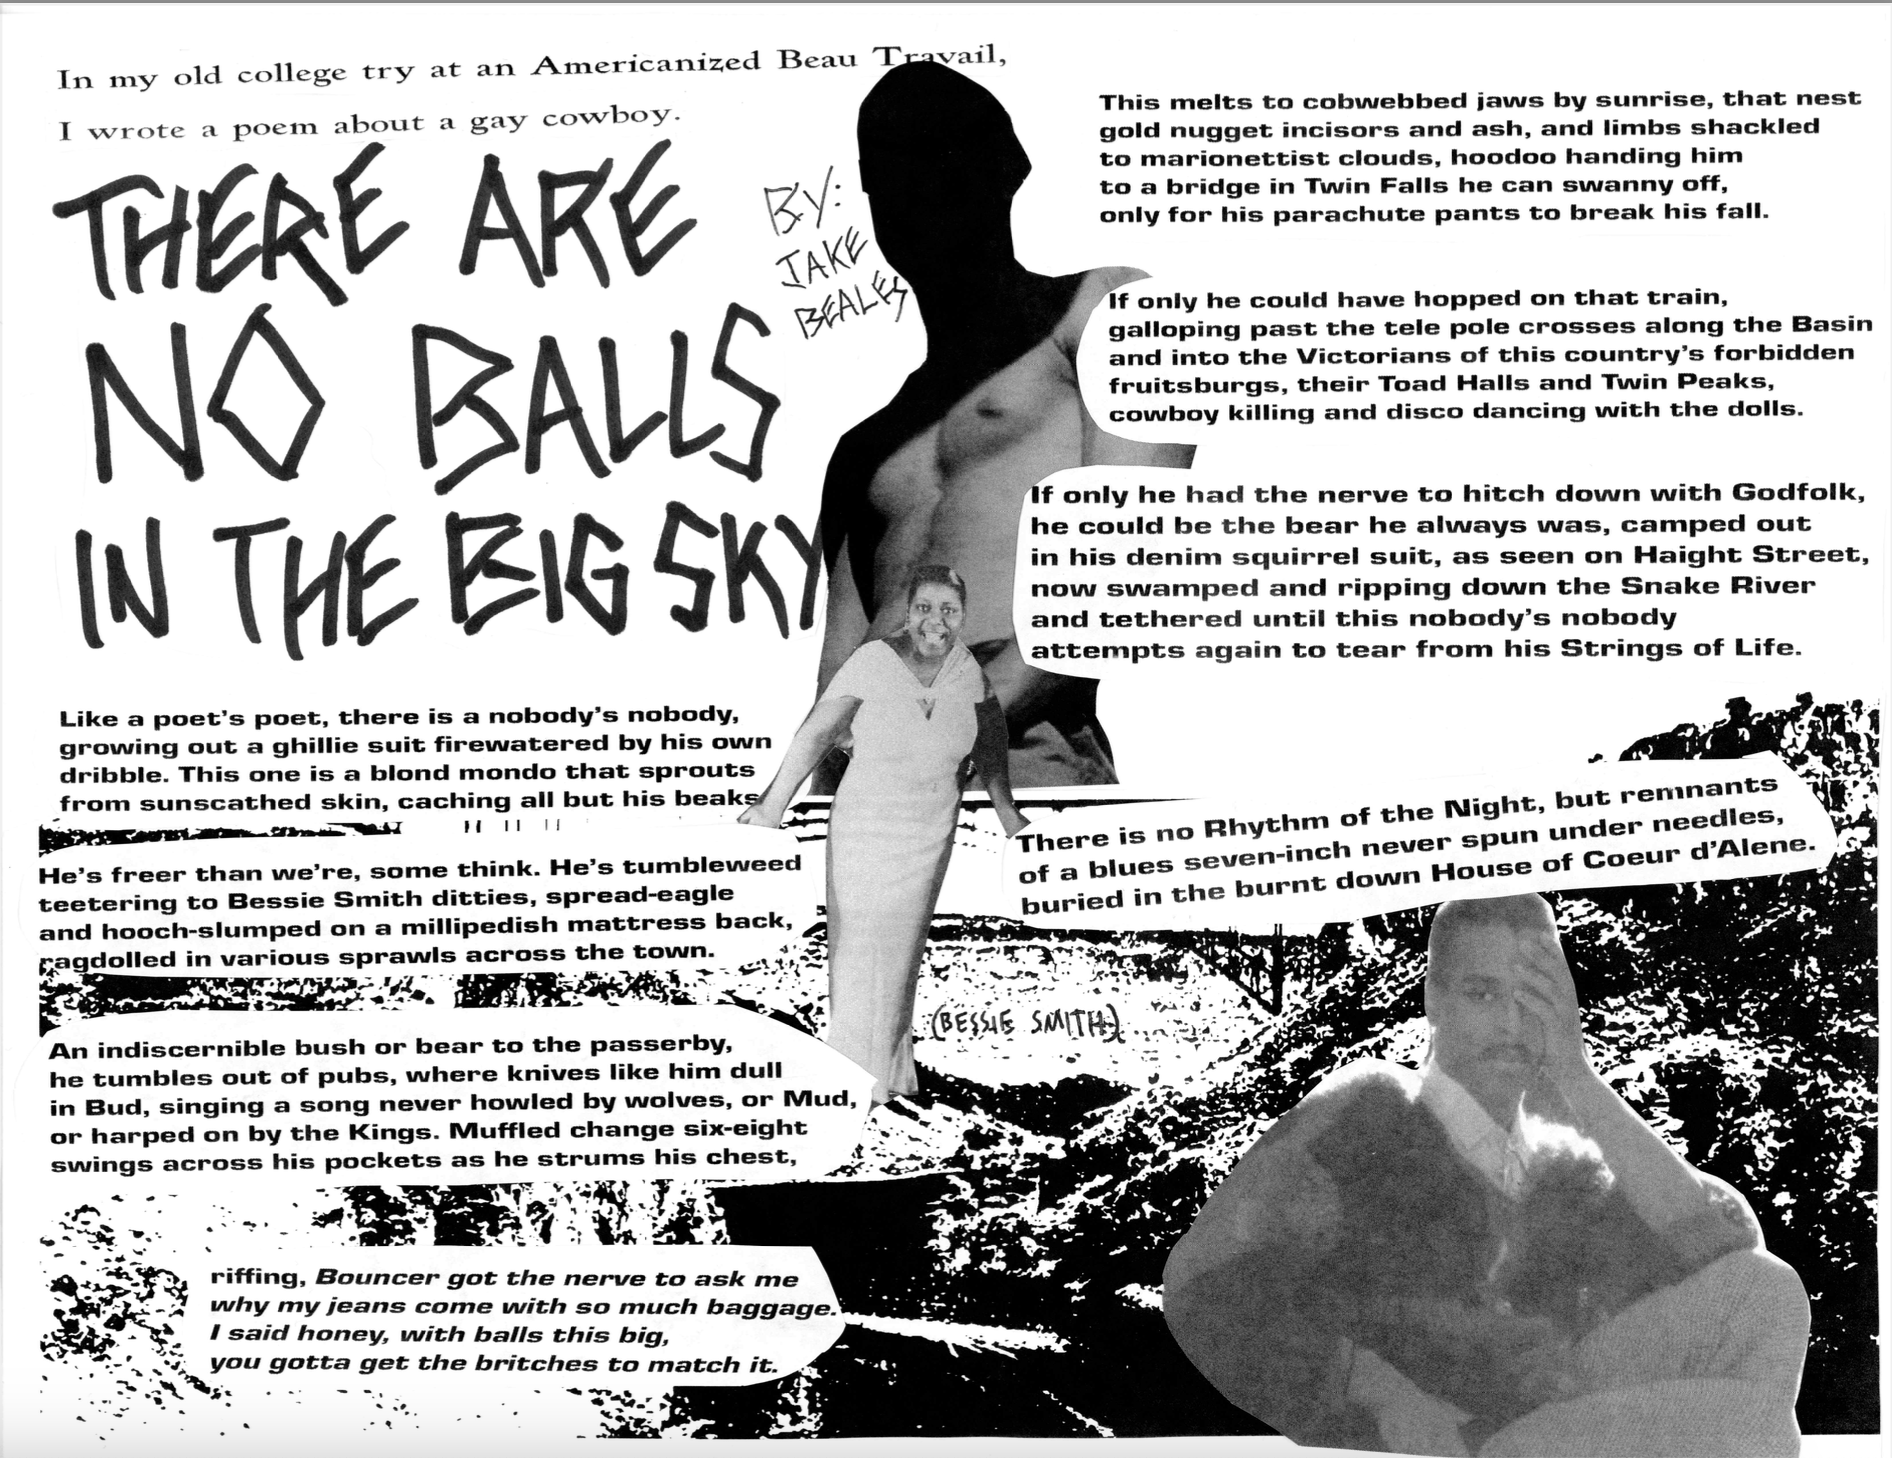 In my old college try at an Americanized Beau Travail,
I wrote a poem about a gay cowboy.
THERE ARE
NO BALLS
IN THE BIG SKY
BY:
JAKE
BEALES
Like a poet's poet, there is a nobody's nobody,
growing out a ghillie suit firewatered by his own
dribble. This one is a blond mondo that sprouts
from sunscathed skin, caching all but his beaks.
He's freer than we're, some think. He's tumbleweed
teetering to Bessie Smith ditties, spread-eagle
and hooch-slumped on a millipedish mattress back,
ragdolled in various sprawls across the town.
An indiscernible bush or bear to the passerby,
he tumbles out of pubs, where knives like him dull
in Bud, singing a song never howled by wolves, or Mud,
or harped on by the Kings. Muffled change six-eight
swings across his pockets as he strums his chest,
riffing, Bouncer got the nerve to ask me
why my jeans come with so much baggage.
I said honey, with balls this big,
you gotta get the britches to match it.
This melts to cobwebbed jaws by sunrise, that nest
gold nugget incisors and ash, and limbs shackled
to marionettist clouds, hoodoo handing him
to a bridge in Twin Falls he can swanny off,
only for his parachute pants to break his fall.
If only he could have hopped on that train,
galloping past the tele pole crosses along the Basin
and into the Victorians of this country's forbidden
fruitsburgs, their Toad Halls and Twin Peaks,
cowboy killing and disco dancing with the dolls.
If only he had the nerve to hitch down with Godfolk,
he could be the bear he always was, camped out
in his denim squirrel suit, as seen on Haight Street,
now swamped and ripping down the Snake River
and tethered until this nobody's nobody
attempts again to tear from his Strings of Life.
There is no Rhythm of the Night, but remnants
of a blues seven-inch never spun under needles,
buried in the burnt down House of Coeur d'Alene.
(BESSIE SMITH)